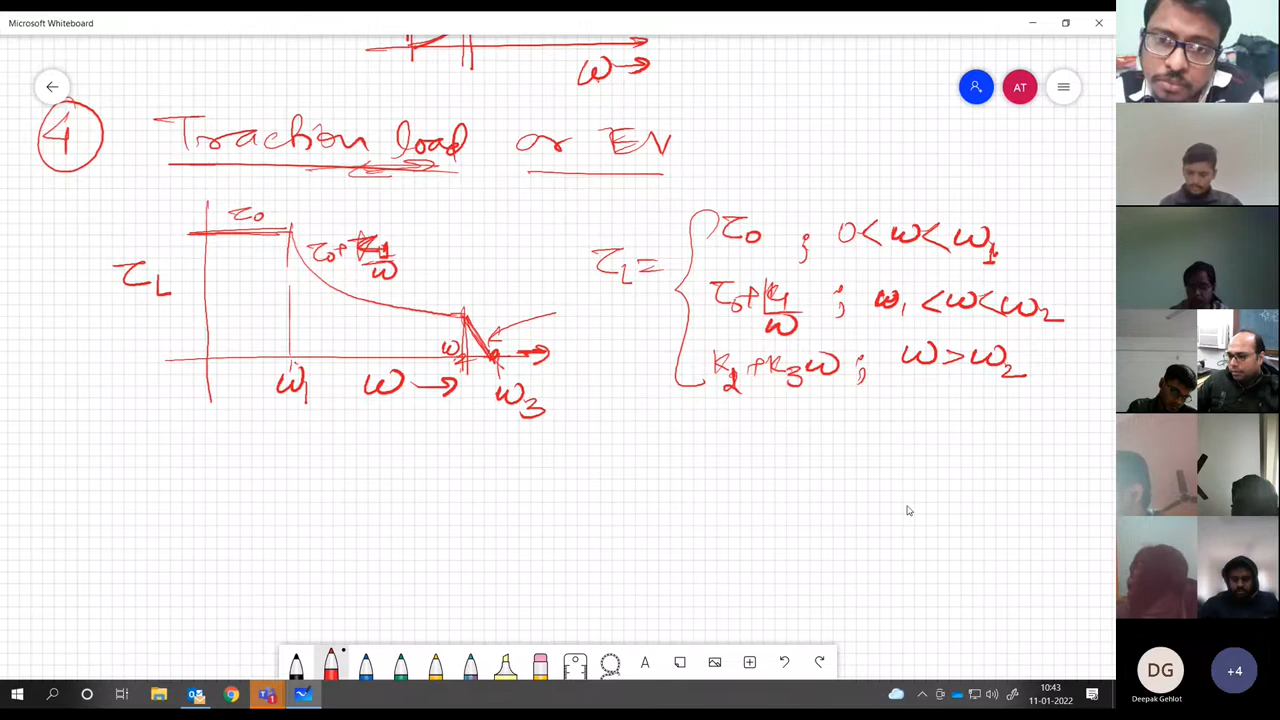 Microsoft Whiteboard
ω →
AT
4 Traction load or EV
τ₀
τ₀ + k₁/ω
τL
ω₁ ω → ω ω₃
τL =
τ₀ ; 0 < ω < ω₁
τ₀ + k₁/ω ; ω₁ < ω < ω₂
k₂ + k₃ω ; ω > ω₂
A
DG
+4
Deepak Gehlot
10:43
11-01-2022